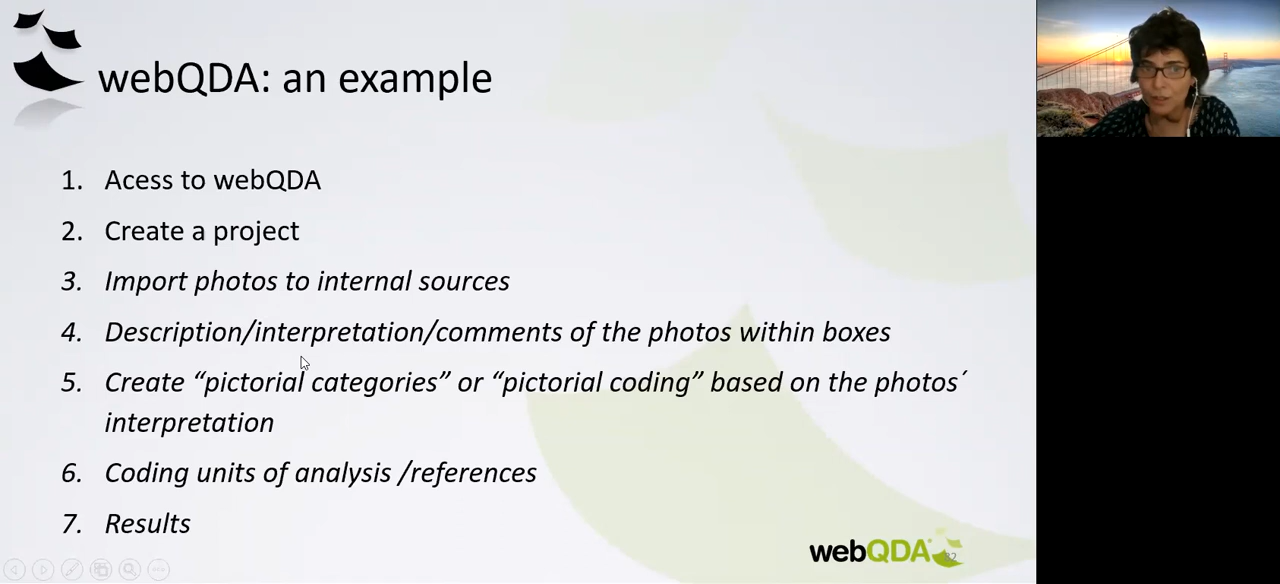 webQDA: an example
1. Acess to webQDA
2. Create a project
3. Import photos to internal sources
4. Description/interpretation/comments of the photos within boxes
5. Create “pictorial categories” or “pictorial coding” based on the photos´
interpretation
6. Coding units of analysis /references
7. Results
webQDA